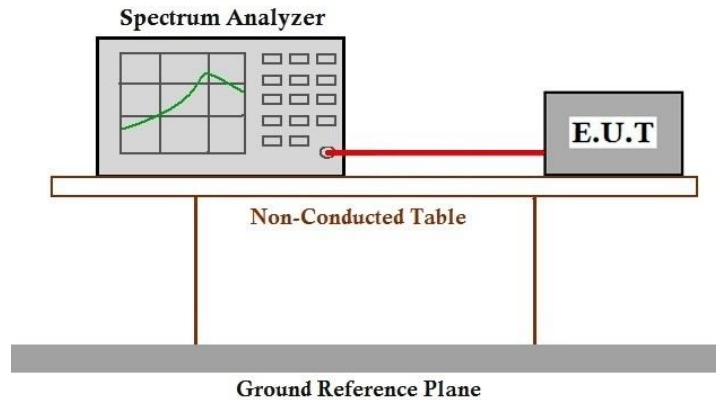 Spectrum Analyzer
E.U.T
Non-Conducted Table
Ground Reference Plane